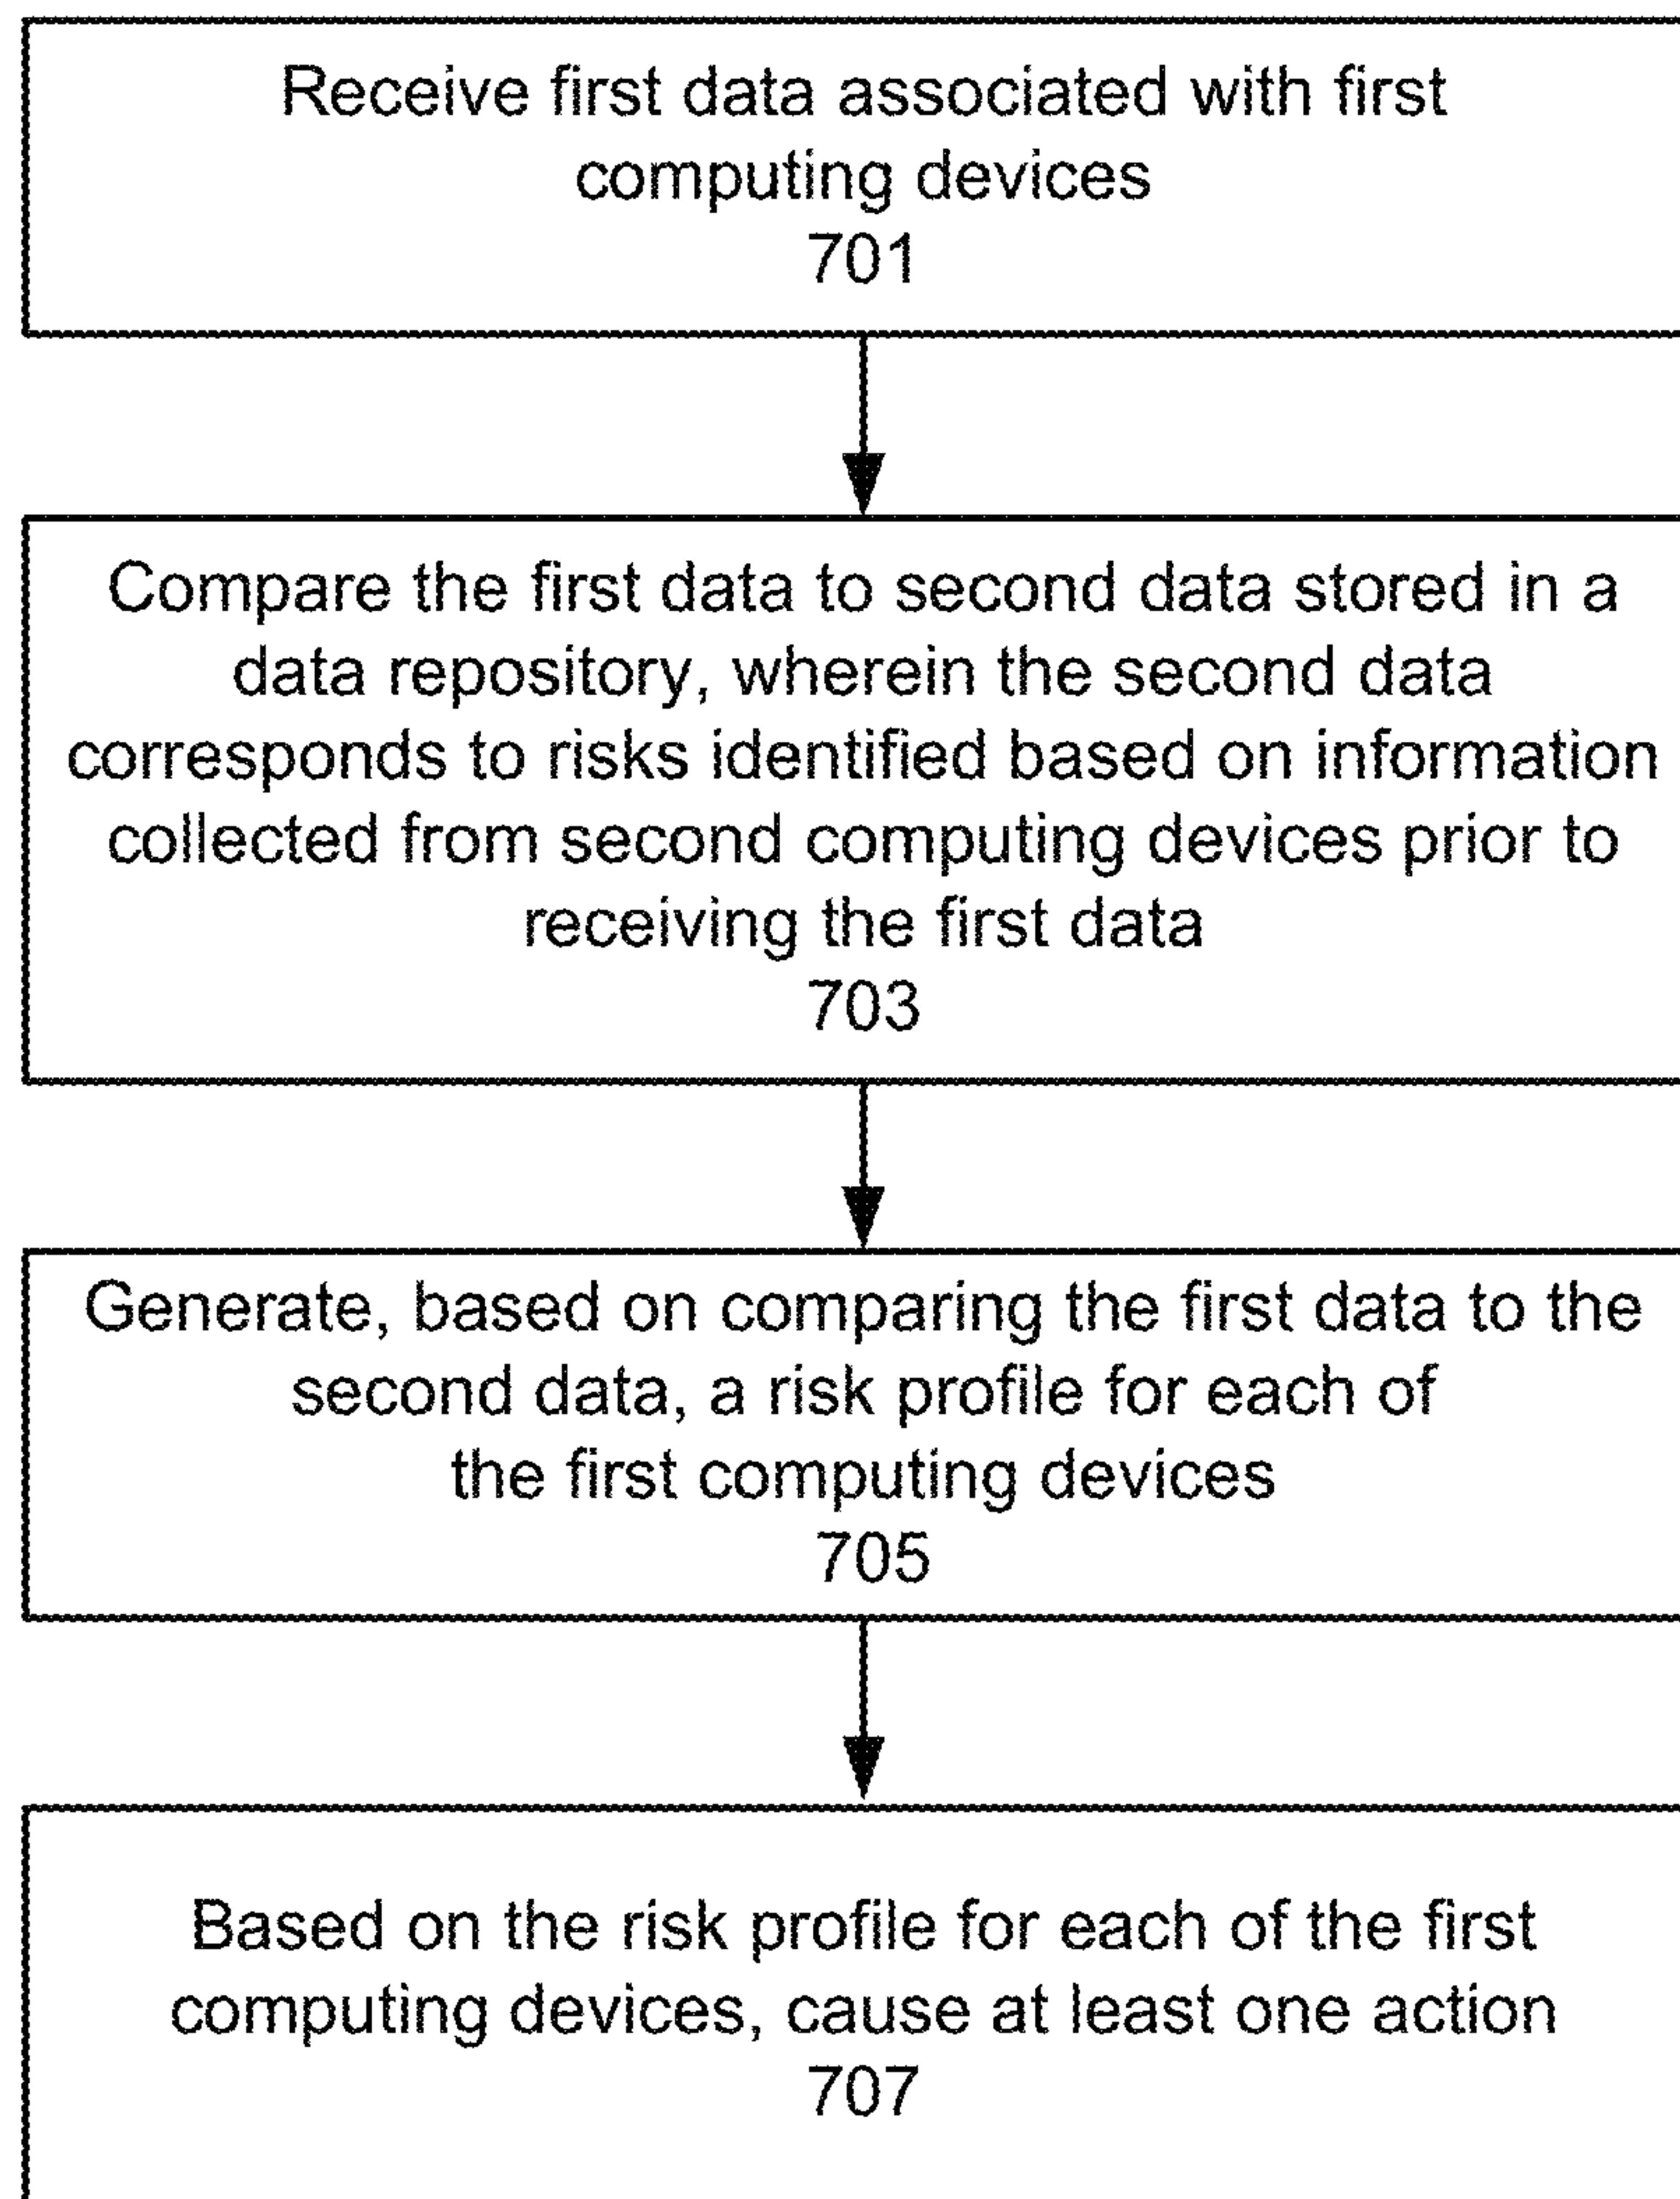 Receive first data associated with first
computing devices
701
Compare the first data to second data stored in a
data repository, wherein the second data
corresponds to risks identified based on information
collected from second computing devices prior to
receiving the first data
703
Generate, based on comparing the first data to the
second data, a risk profile for each of
the first computing devices
705
Based on the risk profile for each of the first
computing devices, cause at least one action
707